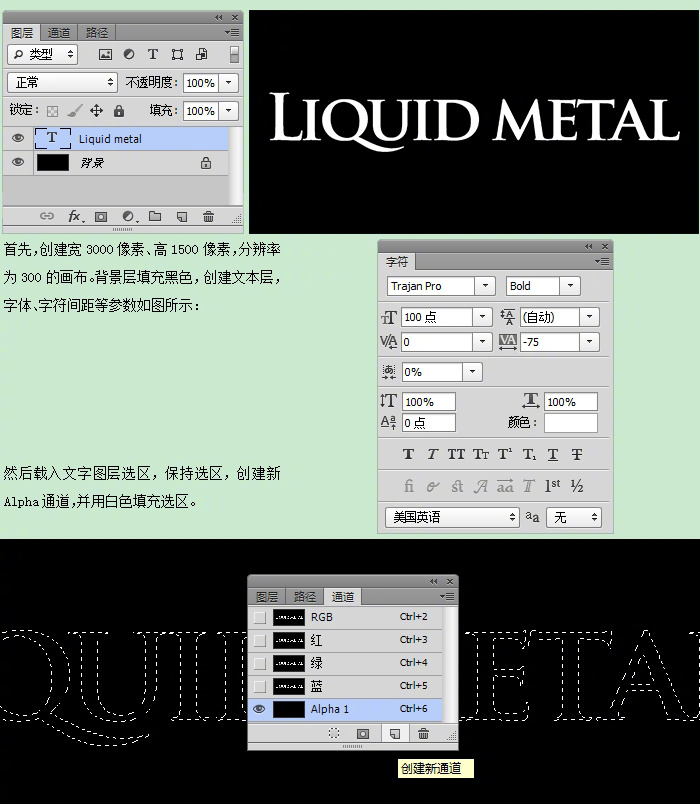 图层 通道 路径
类型 T
正常 不透明度: 100%
锁定: 填充: 100%
T Liquid metal
背景
fx
LIQUID METAL
首先,创建宽 3000 像素、高 1500 像素,分辨率
为 300 的画布。背景层填充黑色，创建文本层，
字体、字符间距等参数如图所示：
字符
Trajan Pro Bold
100 点 (自动)
0 -75
0%
100% 100%
0 点 颜色:
T T TT Tt T¹ T₁ T T
fi st A aa T 1st ½
美国英语 aa 无
然后载入文字图层选区，保持选区，创建新
Alpha 通道,并用白色填充选区。
QUID METAL
图层 路径 通道
RGB Ctrl+2
红 Ctrl+3
绿 Ctrl+4
蓝 Ctrl+5
Alpha 1 Ctrl+6
创建新通道